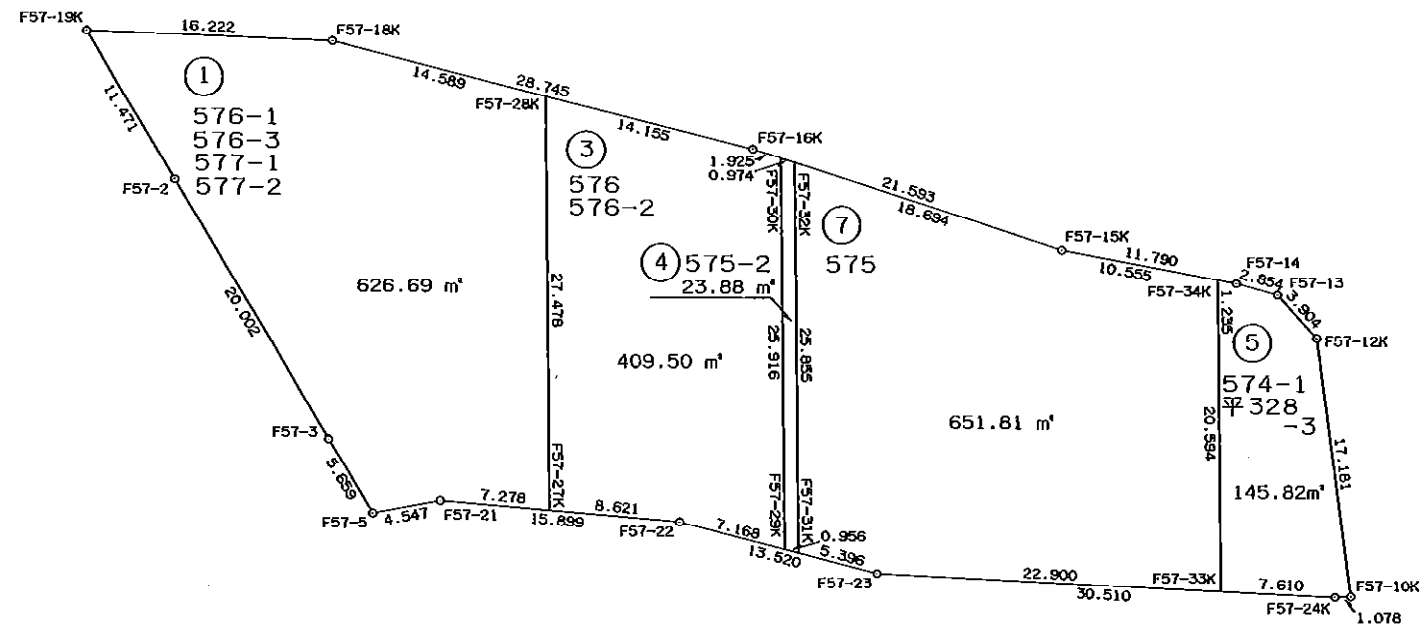 F57-19K
16.222
F57-18K
14.589
28.745
F57-28K
14.155
F57-16K
1.925
0.974
21.593
18.694
F57-15K
11.790
10.555
F57-14
2.854
F57-13
3.904
F57-12K
F57-34K
1.235
11.471
①
576-1
576-3
577-1
577-2
F57-2
20.002
626.69 m²
27.478
③
576
576-2
409.50 m²
F57-30K
F57-32K
④ 575-2
23.88 m²
25.916
25.855
⑦
575
651.81 m²
20.594
⑤
574-1
平328
-3
145.82m²
17.181
F57-3
5.659
F57-5
4.547
F57-21
7.278
F57-27K
15.899
8.621
F57-22
7.168
F57-29K
F57-31K
0.956
13.520
5.396
F57-23
22.900
30.510
F57-33K
7.610
F57-24K
F57-10K
1.078